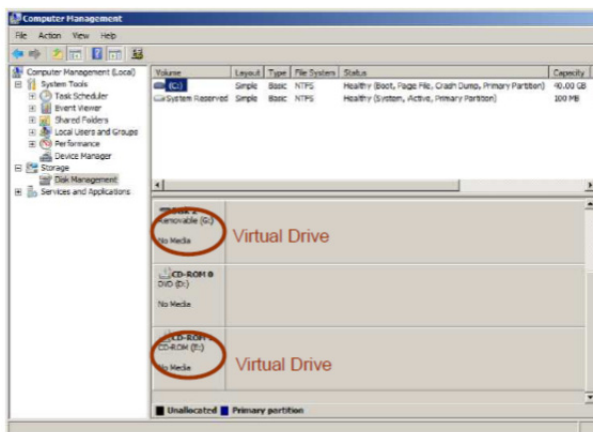 Computer Management
File Action View Help
Computer Management (Local)
System Tools
Task Scheduler
Event Viewer
Shared Folders
Local Users and Groups
Performance
Device Manager
Storage
Disk Management
Services and Applications
Volume Layout Type File System Status Capacity
(C:) Simple Basic NTFS Healthy (Boot, Page File, Crash Dump, Primary Partition) 40.00 GB
System Reserved Simple Basic NTFS Healthy (System, Active, Primary Partition) 100 MB
Removable (G:)
No Media
Virtual Drive
CD-ROM 0
DVD (D:)
No Media
CD-ROM
CD-ROM (E:)
No Media
Virtual Drive
Unallocated Primary partition